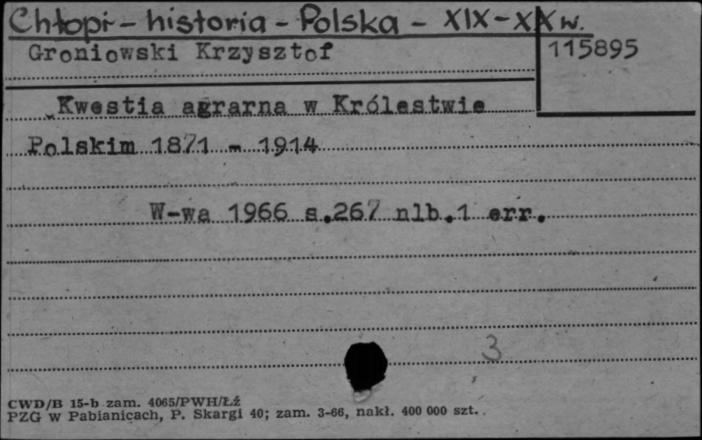 Chłopi - historia - Polska - XIX-XX w.
Groniowski Krzysztof
115895
Kwestia agrarna w Królestwie
Polskim 1871 - 1914
W-wa 1966 s.267 nlb.1 err.
3
CWD/B 15-b zam. 4065/PWH/Łź
PZG w Pabianicach, P. Skargi 40; zam. 3-66, nakł. 400 000 szt.